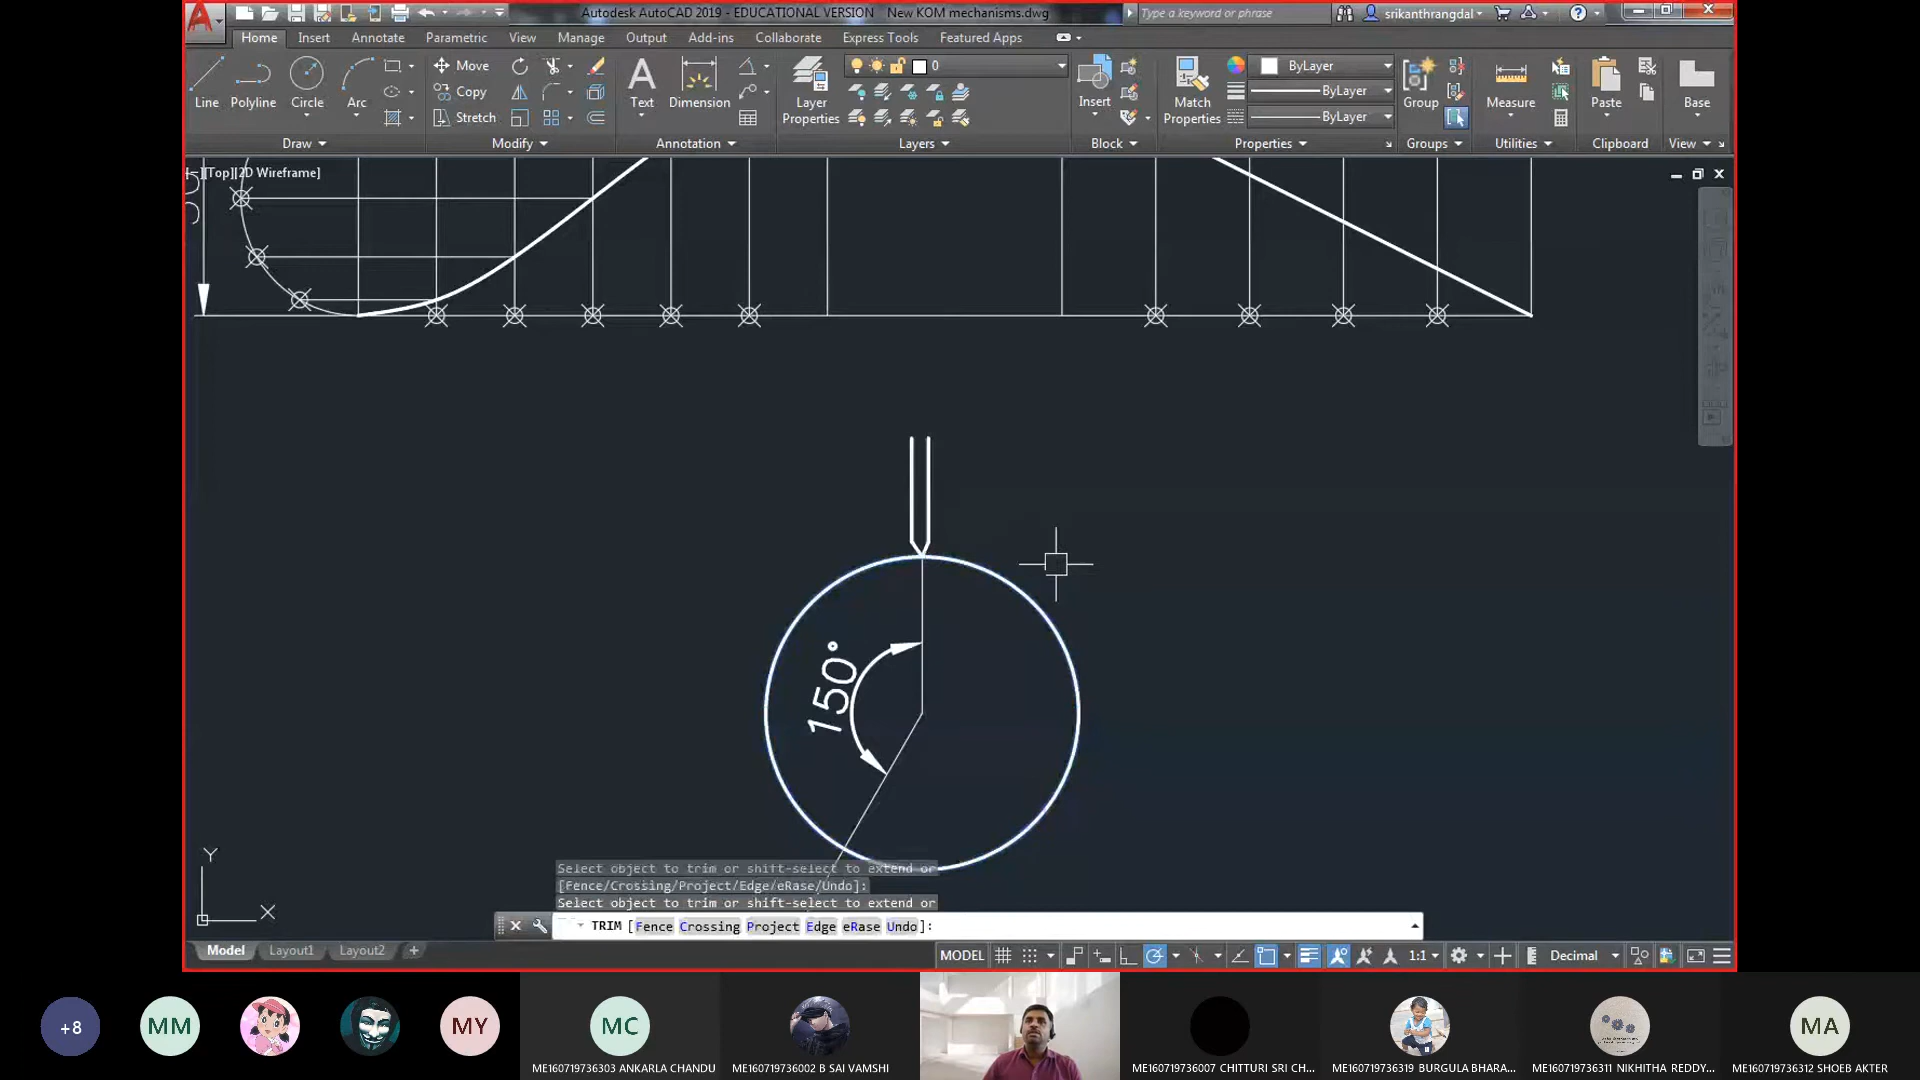 Autodesk AutoCAD 2019 - EDUCATIONAL VERSION    New KOM mechanisms.dwg
Type a keyword or phrase
srikanthrangdal
Home Insert Annotate Parametric View Manage Output Add-ins Collaborate Express Tools Featured Apps
Line Polyline Circle Arc
Move
Copy
Stretch
Text Dimension
Layer Properties
0
Insert
Match Properties
ByLayer
ByLayer
ByLayer
Group
Measure
Paste
Base
Draw Modify Annotation Layers Block Properties Groups Utilities Clipboard View
[Top][2D Wireframe]
150°
Y
X
Select object to trim or shift-select to extend or
[Fence/Crossing/Project/Edge/eRase/Undo]:
Select object to trim or shift-select to extend or
TRIM [Fence Crossing Project Edge eRase Undo]:
Model Layout1 Layout2 +
MODEL 1:1 Decimal
+8 MM MY MC MA
ME160719736303 ANKARLA CHANDU
ME160719736002 B SAI VAMSHI
ME160719736007 CHITTURI SRI CH...
ME160719736319 BURGULA BHARA...
ME160719736311 NIKHITHA REDDY...
ME160719736312 SHOEB AKTER